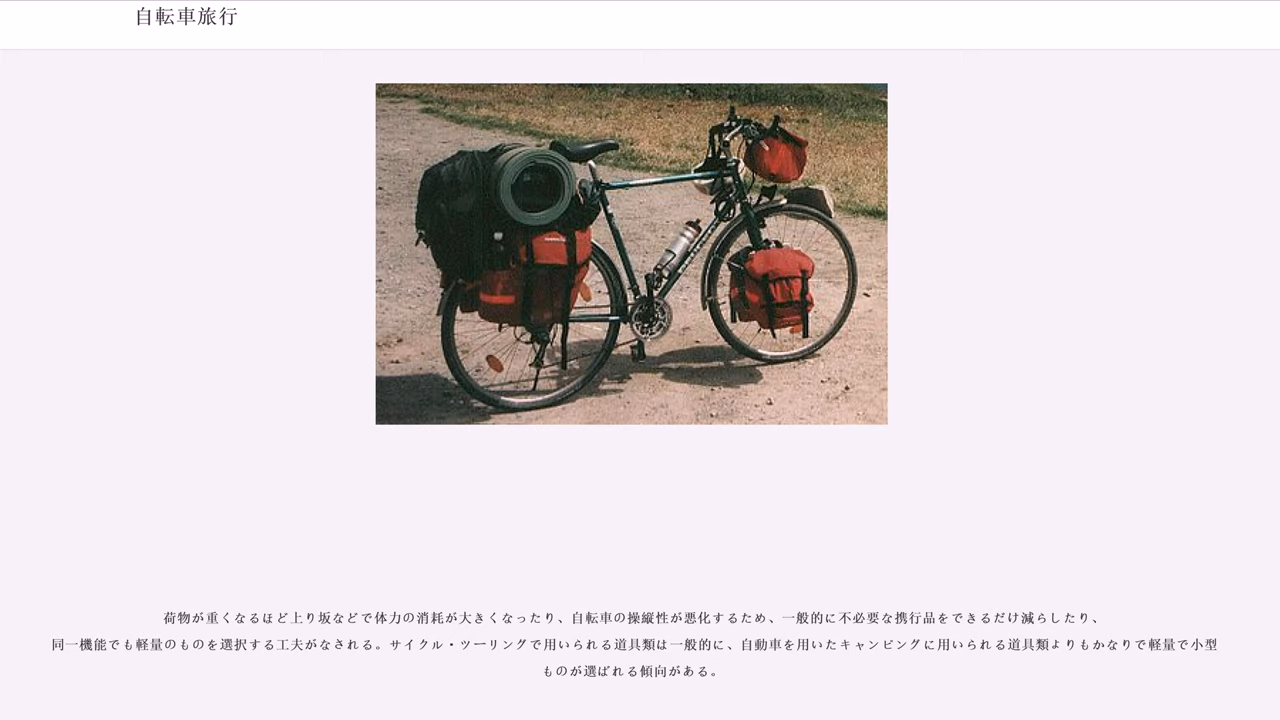 自転車旅行
荷物が重くなるほど上り坂などで体力の消耗が大きくなったり、自転車の操縦性が悪化するため、一般的に不必要な携行品をできるだけ減らしたり、
同一機能でも軽量のものを選択する工夫がなされる。サイクル・ツーリングで用いられる道具類は一般的に、自動車を用いたキャンピングに用いられる道具類よりもかなりで軽量で小型
ものが選ばれる傾向がある。